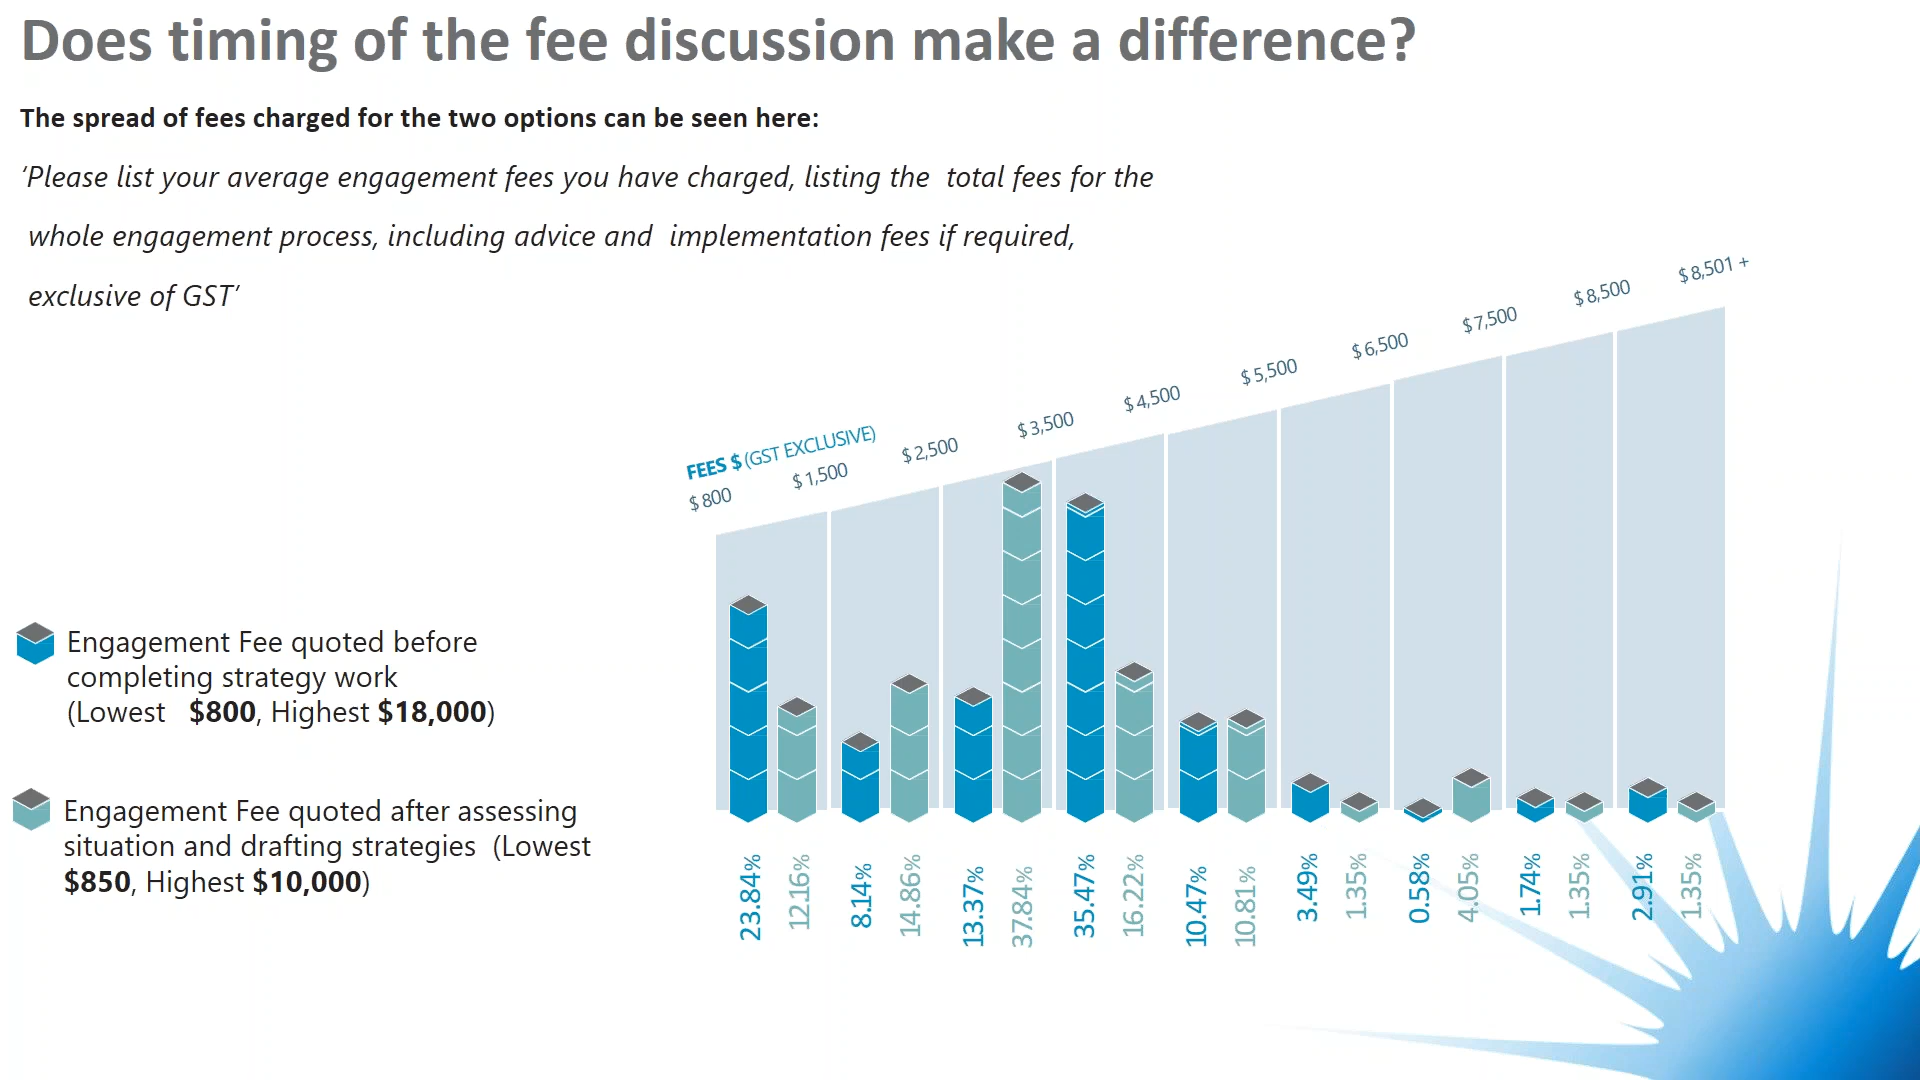 Does timing of the fee discussion make a difference?
The spread of fees charged for the two options can be seen here:
‘Please list your average engagement fees you have charged, listing the total fees for the
whole engagement process, including advice and implementation fees if required,
exclusive of GST’
FEES $ (GST EXCLUSIVE)
$ 800
$ 1,500
$ 2,500
$ 3,500
$ 4,500
$ 5,500
$ 6,500
$ 7,500
$ 8,500
$ 8,501 +
Engagement Fee quoted before
completing strategy work
(Lowest $800, Highest $18,000)
Engagement Fee quoted after assessing
situation and drafting strategies (Lowest
$850, Highest $10,000)
23.84%
12.16%
8.14%
14.86%
13.37%
37.84%
35.47%
16.22%
10.47%
10.81%
3.49%
1.35%
0.58%
4.05%
1.74%
1.35%
2.91%
1.35%